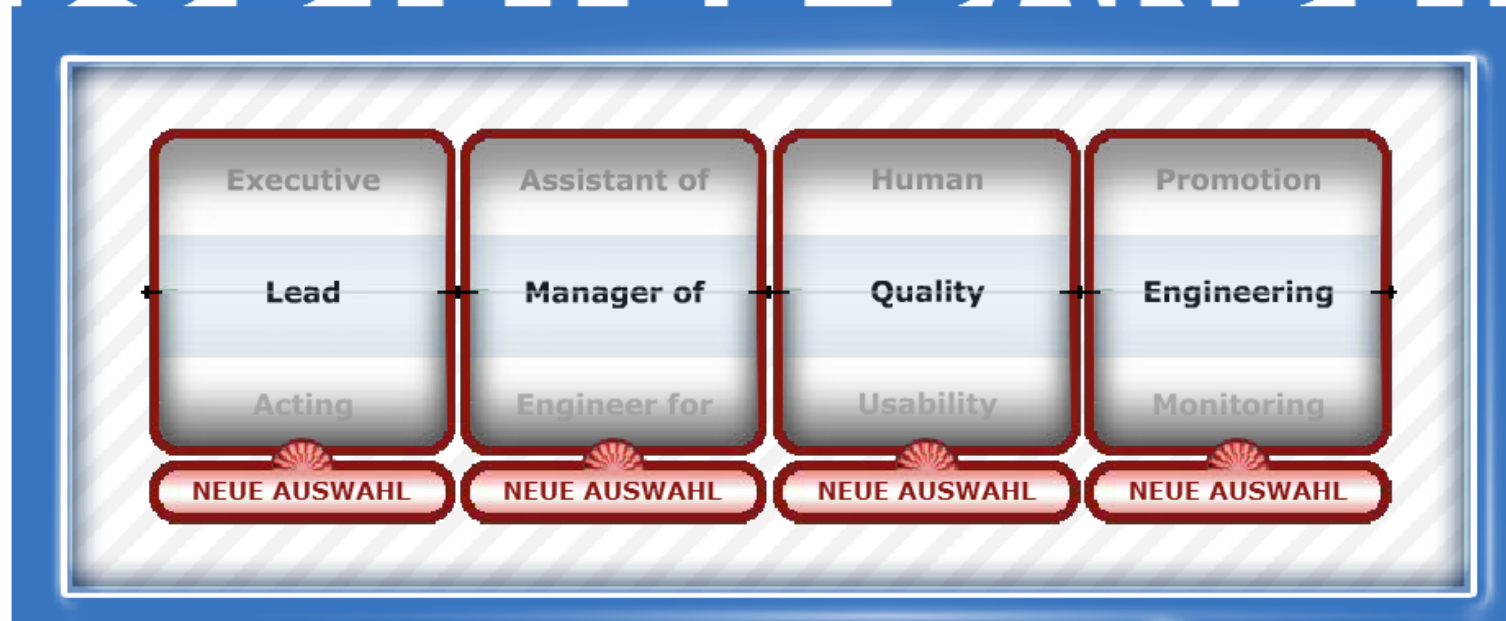 Executive
Assistant of
Human
Promotion
Lead
Manager of
Quality
Engineering
Acting
Engineer for
Usability
Monitoring
NEUE AUSWAHL
NEUE AUSWAHL
NEUE AUSWAHL
NEUE AUSWAHL